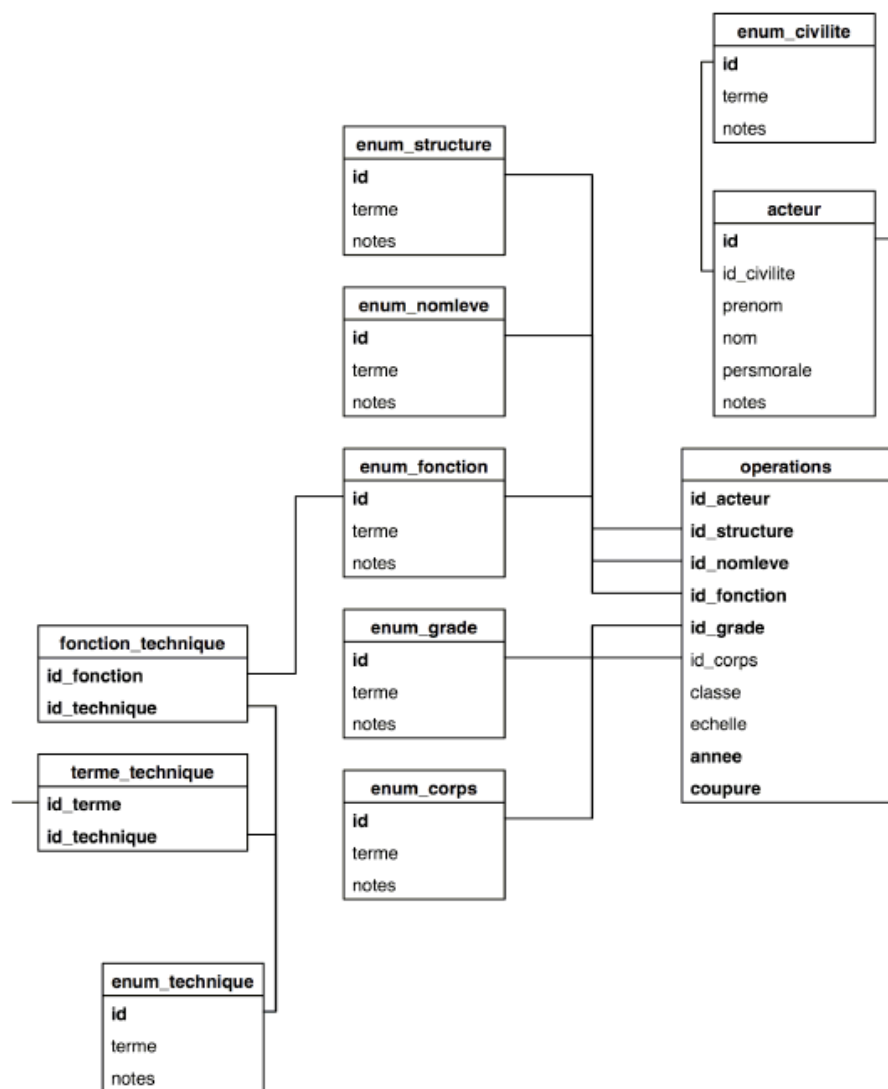 enum_civilite
id
terme
notes
enum_structure
id
terme
notes
acteur
id
id_civilite
prenom
nom
persmorale
notes
enum_nomleve
id
terme
notes
enum_fonction
id
terme
notes
operations
id_acteur
id_structure
id_nomleve
id_fonction
id_grade
id_corps
classe
echelle
annee
coupure
fonction_technique
id_fonction
id_technique
enum_grade
id
terme
notes
terme_technique
id_terme
id_technique
enum_corps
id
terme
notes
enum_technique
id
terme
notes